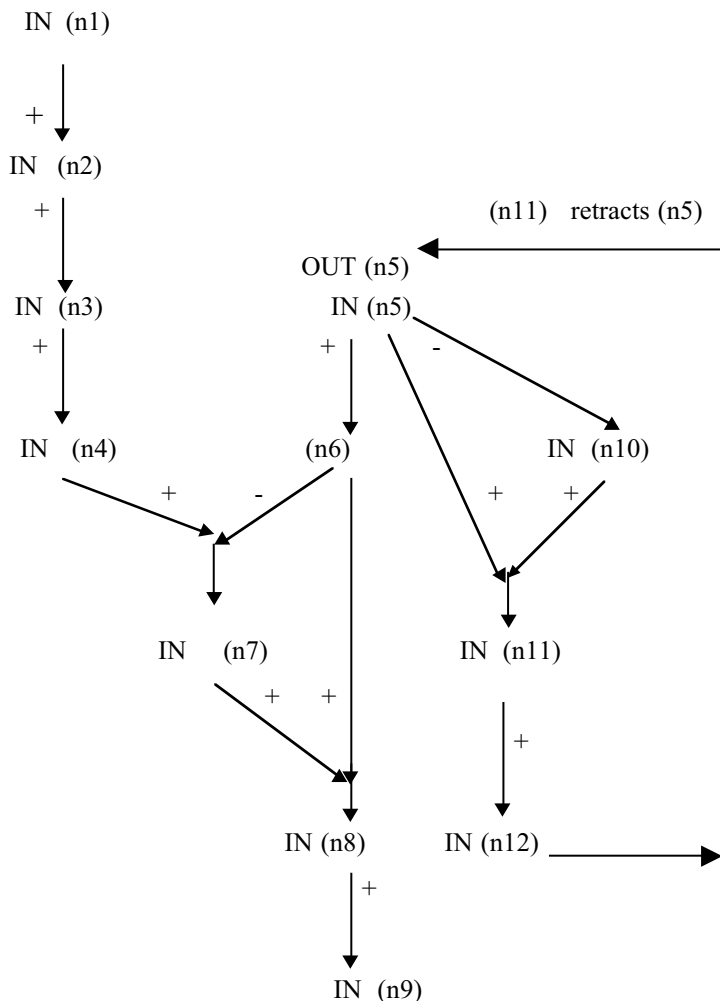 IN (n1)
+
IN (n2)
+
(n11) retracts (n5)
OUT (n5)
IN (n3)
IN (n5)
+
+
-
IN (n4)
(n6)
IN (n10)
+
-
+
+
IN (n7)
IN (n11)
+
+
+
IN (n8)
IN (n12)
+
IN (n9)